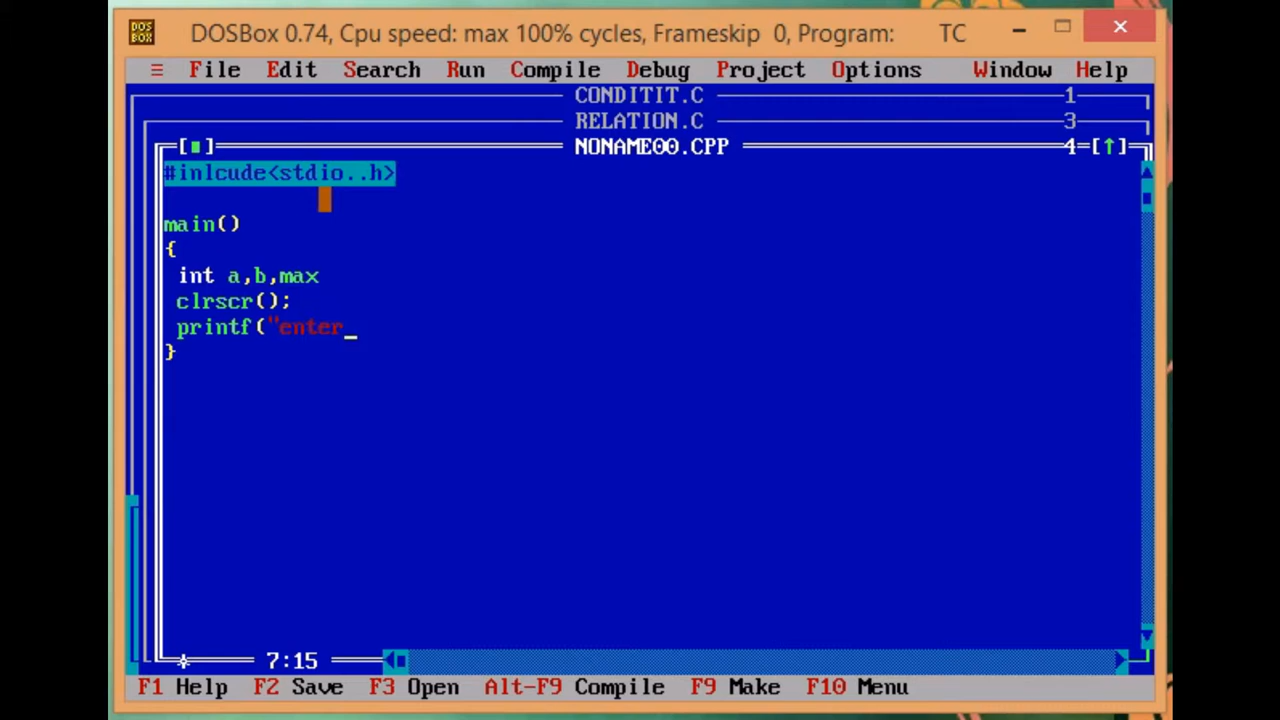 DOS BOX DOSBox 0.74, Cpu speed: max 100% cycles, Frameskip 0, Program: TC
≡ File Edit Search Run Compile Debug Project Options Window Help
CONDITIT.C 1
RELATION.C 3
[■] NONAME00.CPP 4=[↑]
#inlcude<stdio..h>
main()
{
int a,b,max
clrscr();
printf("enter_
}
7:15
F1 Help F2 Save F3 Open Alt-F9 Compile F9 Make F10 Menu